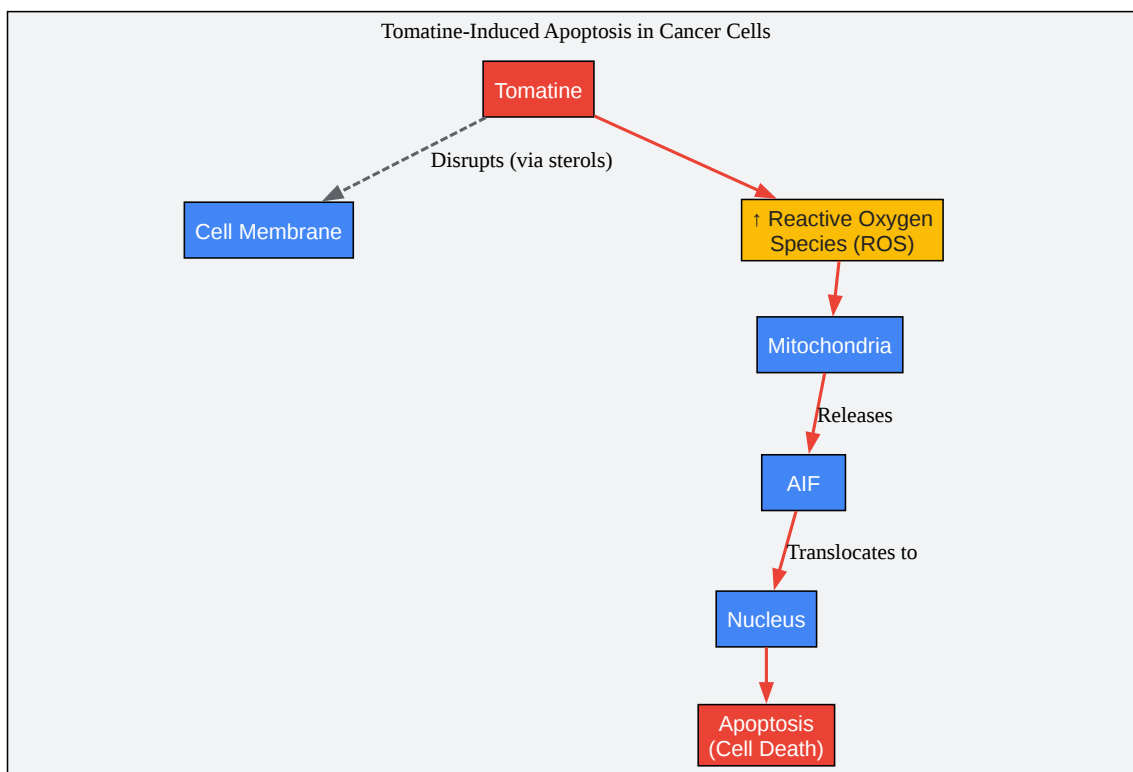 Tomatine-Induced Apoptosis in Cancer Cells
Tomatine
Disrupts (via sterols)
Cell Membrane
↑ Reactive Oxygen
Species (ROS)
Mitochondria
Releases
AIF
Translocates to
Nucleus
Apoptosis
(Cell Death)